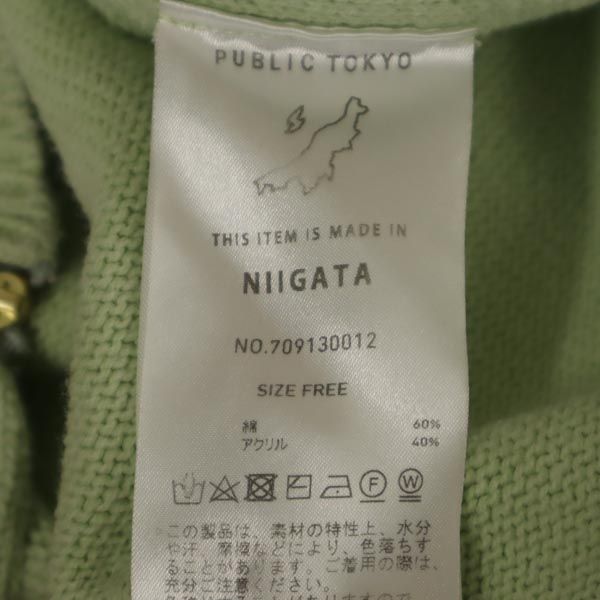 PUBLIC TOKYO
THIS ITEM IS MADE IN
NIIGATA
NO.709130012
SIZE FREE
綿 60%
アクリル 40%
F W
この製品は、素材の特性上、水分
や汗、摩擦などにより、色落ちす
ることがあります。ご着用の際は、
充分ご注意ください。